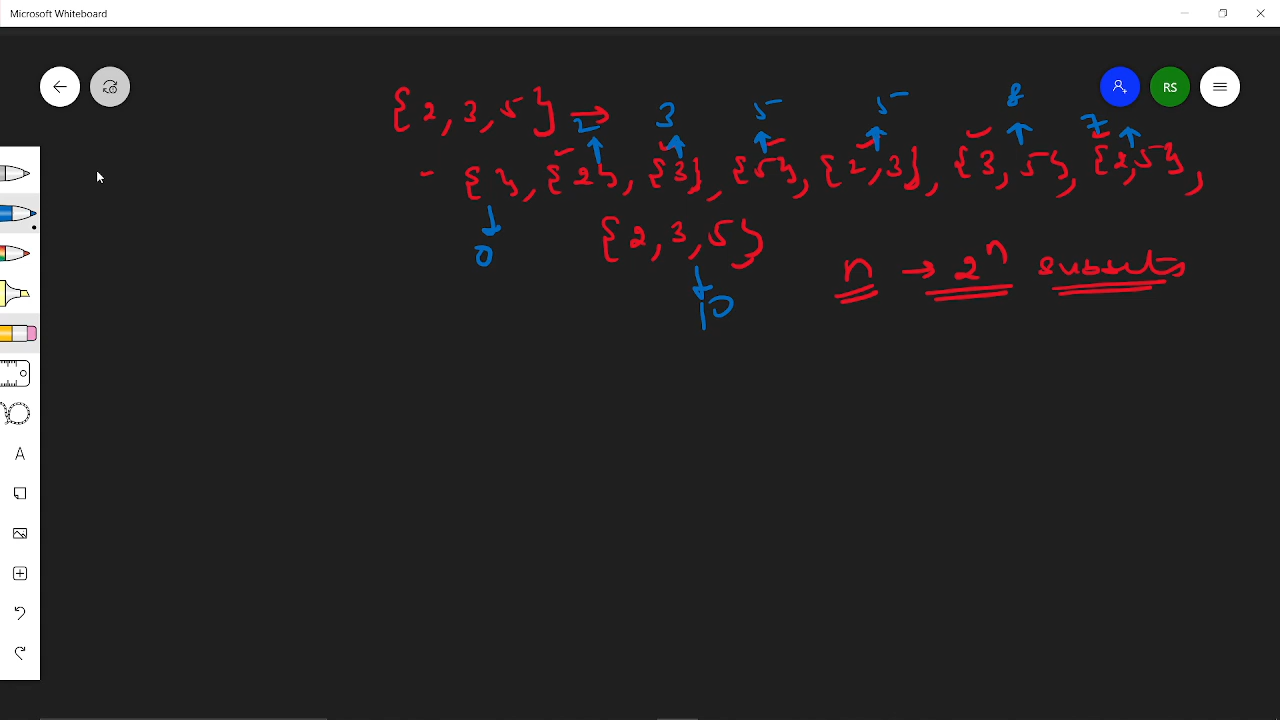 Microsoft Whiteboard
RS
{2, 3, 5} →
2 3 5 5 8 7
- { }, {2}, {3}, {5}, {2, 3}, {3, 5}, {2, 5},
0
{2, 3, 5}
10
n → 2ⁿ subsets
A